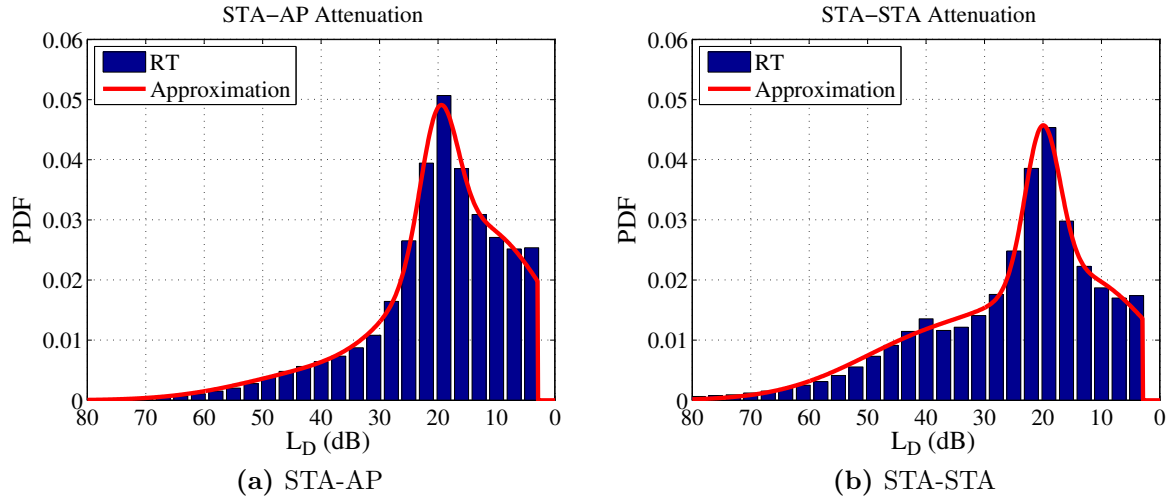 STA−AP Attenuation
0.06
0.05
0.04
0.03
0.02
0.01
0
PDF
RT
Approximation
80 70 60 50 40 30 20 10 0
L_D (dB)
(a) STA-AP
STA−STA Attenuation
0.06
0.05
0.04
0.03
0.02
0.01
0
PDF
RT
Approximation
80 70 60 50 40 30 20 10 0
L_D (dB)
(b) STA-STA